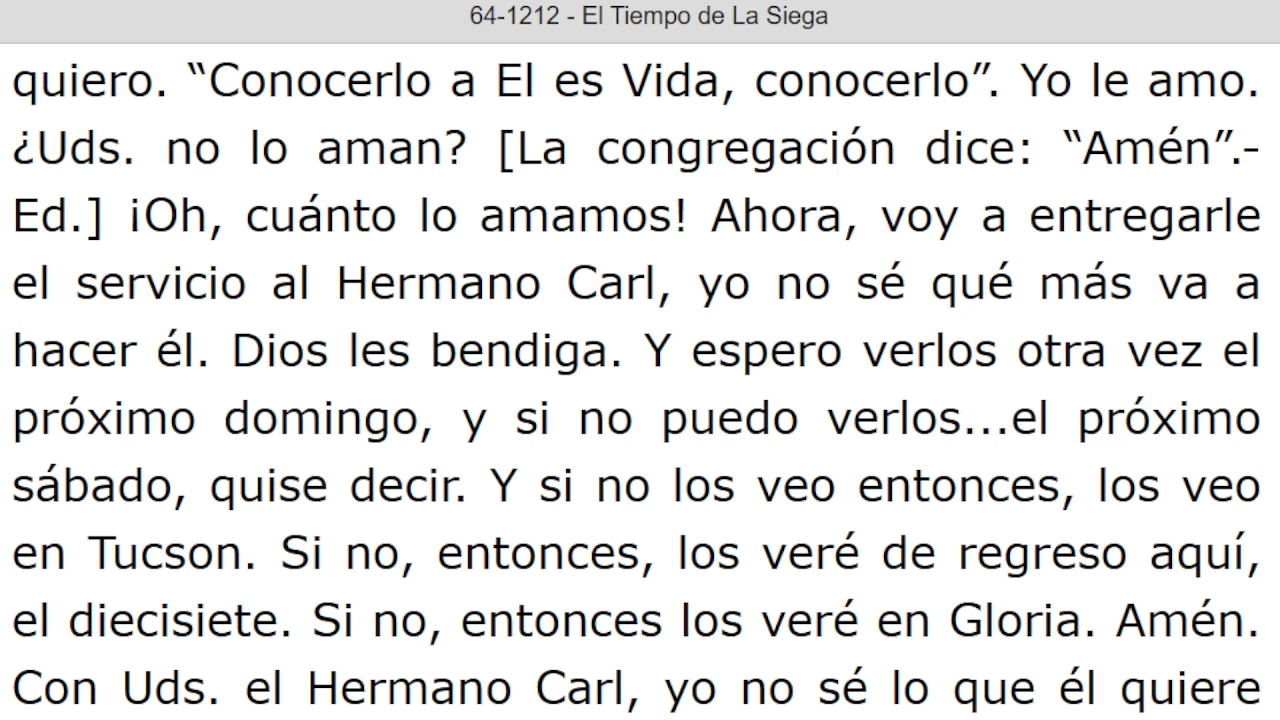 64-1212 - El Tiempo de La Siega
quiero. “Conocerlo a El es Vida, conocerlo”. Yo le amo.
¿Uds. no lo aman? [La congregación dice: “Amén”.-
Ed.] ¡Oh, cuánto lo amamos! Ahora, voy a entregarle
el servicio al Hermano Carl, yo no sé qué más va a
hacer él. Dios les bendiga. Y espero verlos otra vez el
próximo domingo, y si no puedo verlos...el próximo
sábado, quise decir. Y si no los veo entonces, los veo
en Tucson. Si no, entonces, los veré de regreso aquí,
el diecisiete. Si no, entonces los veré en Gloria. Amén.
Con Uds. el Hermano Carl, yo no sé lo que él quiere